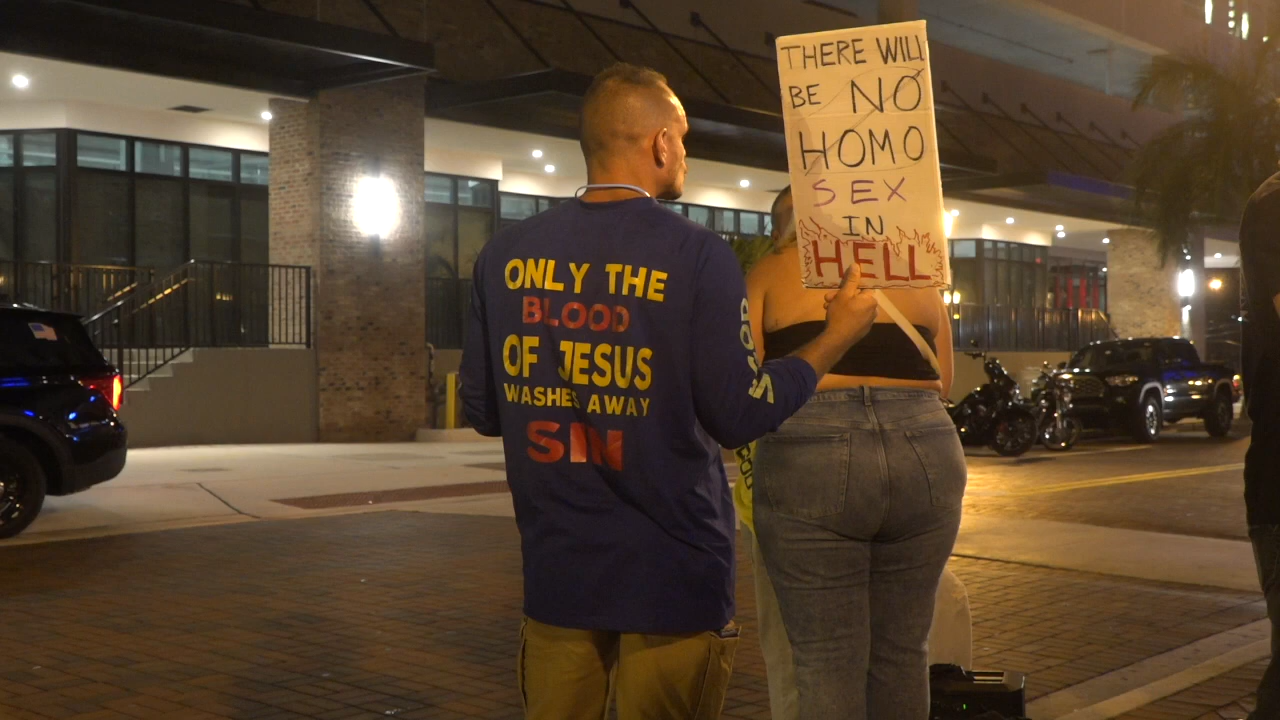 THERE WILL
BE NO
HOMO
SEX
IN
HELL
ONLY THE
BLOOD
OF JESUS
WASHES AWAY
SIN